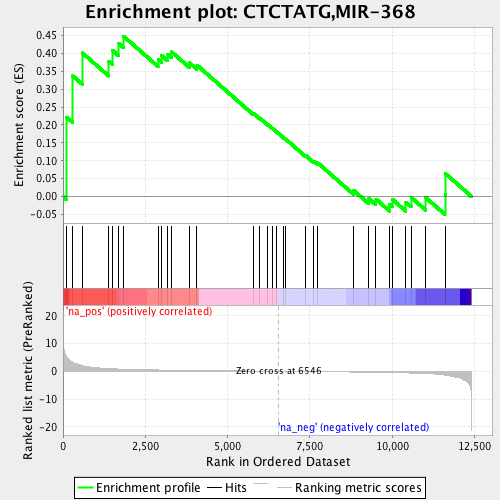 Enrichment plot: CTCTATG,MIR-368
Enrichment score (ES)
0.45
0.40
0.35
0.30
0.25
0.20
0.15
0.10
0.05
0.00
-0.05
'na_pos' (positively correlated)
Ranked list metric (PreRanked)
20
10
0
-10
-20
Zero cross at 6546
'na_neg' (negatively correlated)
0 2,500 5,000 7,500 10,000 12,500
Rank in Ordered Dataset
Enrichment profile Hits Ranking metric scores